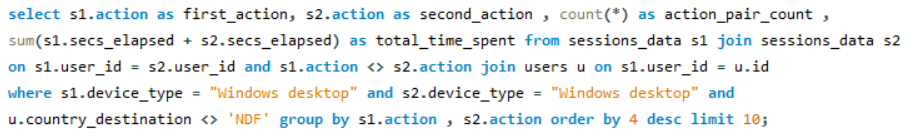 select s1.action as first_action, s2.action as second_action , count(*) as action_pair_count ,
sum(s1.secs_elapsed + s2.secs_elapsed) as total_time_spent from sessions_data s1 join sessions_data s2
on s1.user_id = s2.user_id and s1.action <> s2.action join users u on s1.user_id = u.id
where s1.device_type = "Windows desktop" and s2.device_type = "Windows desktop" and
u.country_destination <> 'NDF' group by s1.action , s2.action order by 4 desc limit 10;